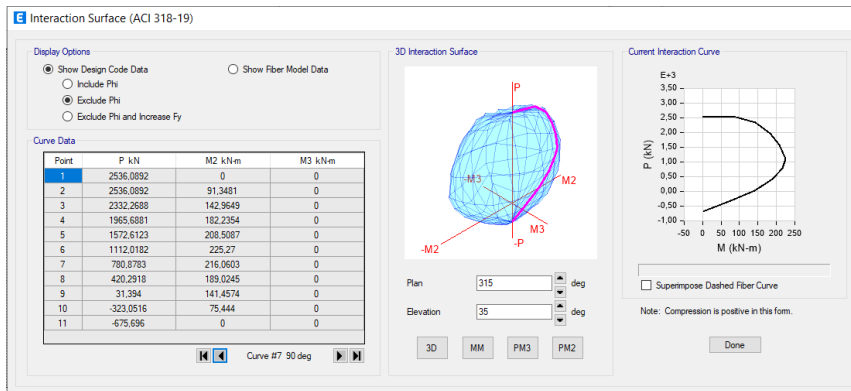 E Interaction Surface (ACI 318-19)
Display Options
Show Design Code Data
Show Fiber Model Data
Include Phi
Exclude Phi
Exclude Phi and Increase Fy
Curve Data
Point P kN M2 kN-m M3 kN-m
1 2536,0892 0 0
2 2536,0892 91,3481 0
3 2332,2688 142,9649 0
4 1965,6881 182,2354 0
5 1572,6123 208,5087 0
6 1112,0182 225,27 0
7 780,8783 216,0603 0
8 420,2918 189,0245 0
9 31,394 141,4574 0
10 -323,0516 75,444 0
11 -675,696 0 0
Curve #7 90 deg
3D Interaction Surface
P
-M3
M2
M3
-M2
-P
Plan 315 deg
Elevation 35 deg
3D MM PM3 PM2
Current Interaction Curve
E+3
3,50
3,00
2,50
2,00
1,50
1,00
0,50
0,00
-0,50
-1,00
P (kN)
-50 0 50 100 150 200 250
M (kN-m)
Superimpose Dashed Fiber Curve
Note: Compression is positive in this form.
Done